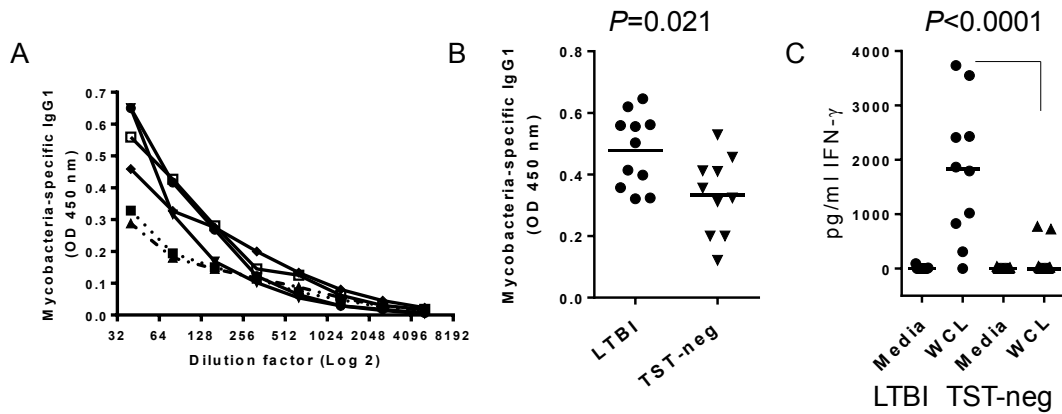 A
Mycobacteria-specific IgG1
(OD 450 nm)
0.7
0.6
0.5
0.4
0.3
0.2
0.1
0.0
32 64 128 256 512 1024 2048 4096 8192
Dilution factor (Log 2)
B
P=0.021
Mycobacteria-specific IgG1
(OD 450 nm)
0.8
0.6
0.4
0.2
0.0
LTBI
TST-neg
C
P<0.0001
pg/ml IFN-γ
4000
3000
2000
1000
0
Media
WCL
Media
WCL
LTBI TST-neg